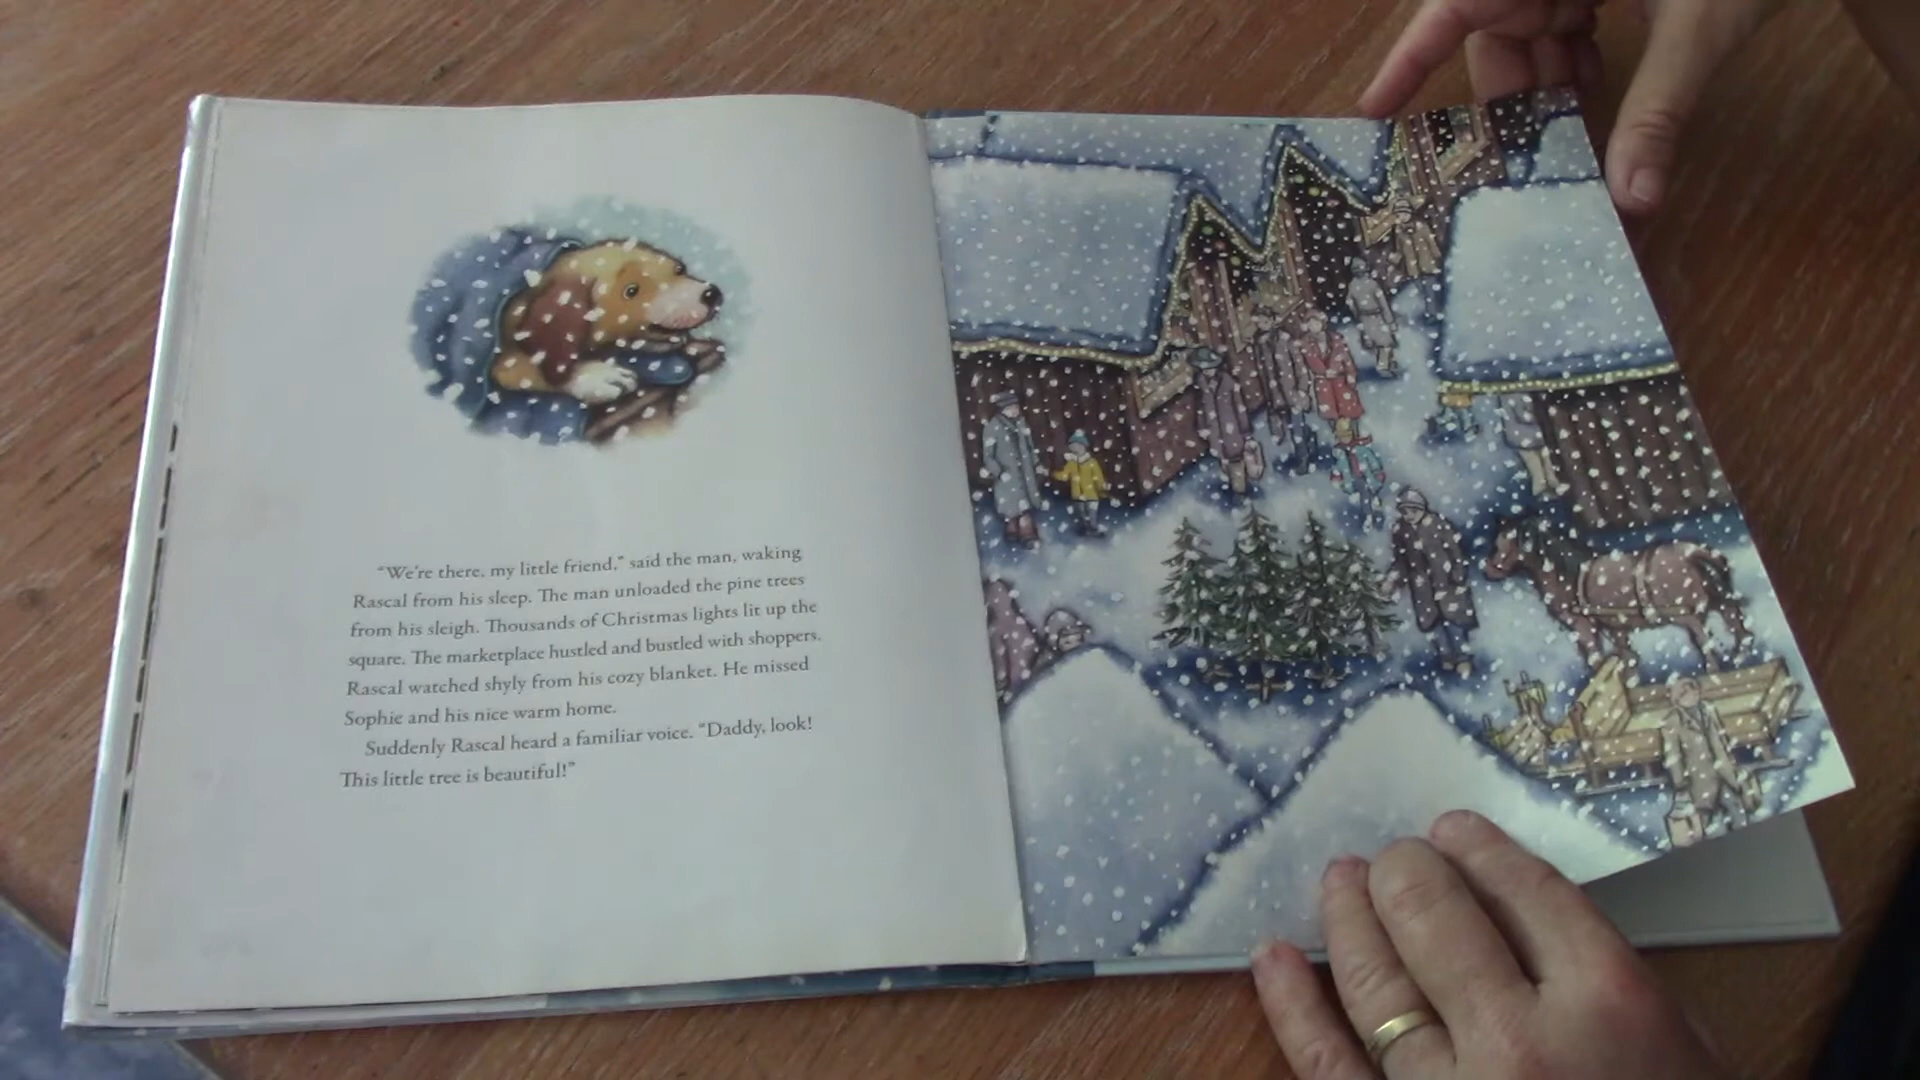 “We’re there, my little friend,” said the man, waking
Rascal from his sleep. The man unloaded the pine trees
from his sleigh. Thousands of Christmas lights lit up the
square. The marketplace hustled and bustled with shoppers.
Rascal watched shyly from his cozy blanket. He missed
Sophie and his nice warm home.
Suddenly Rascal heard a familiar voice. “Daddy, look!
This little tree is beautiful!”